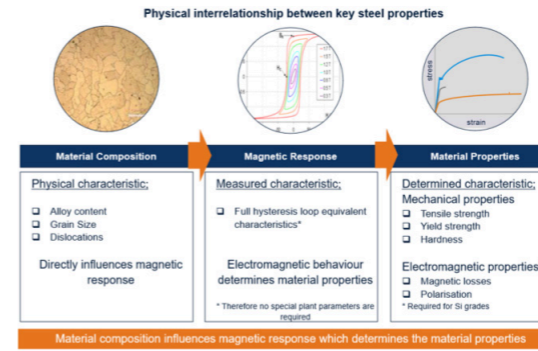 Physical interrelationship between key steel properties
stress
strain
Material Composition
Magnetic Response
Material Properties
Physical characteristic;
Alloy content
Grain Size
Dislocations
Directly influences magnetic
response
Measured characteristic;
Full hysteresis loop equivalent
characteristics*
Electromagnetic behaviour
determines material properties
* Therefore no special plant parameters are
required
Determined characteristic;
Mechanical properties
Tensile strength
Yield strength
Hardness
Electromagnetic properties
Magnetic losses
Polarisation
* Required for Si grades
Material composition influences magnetic response which determines the material properties